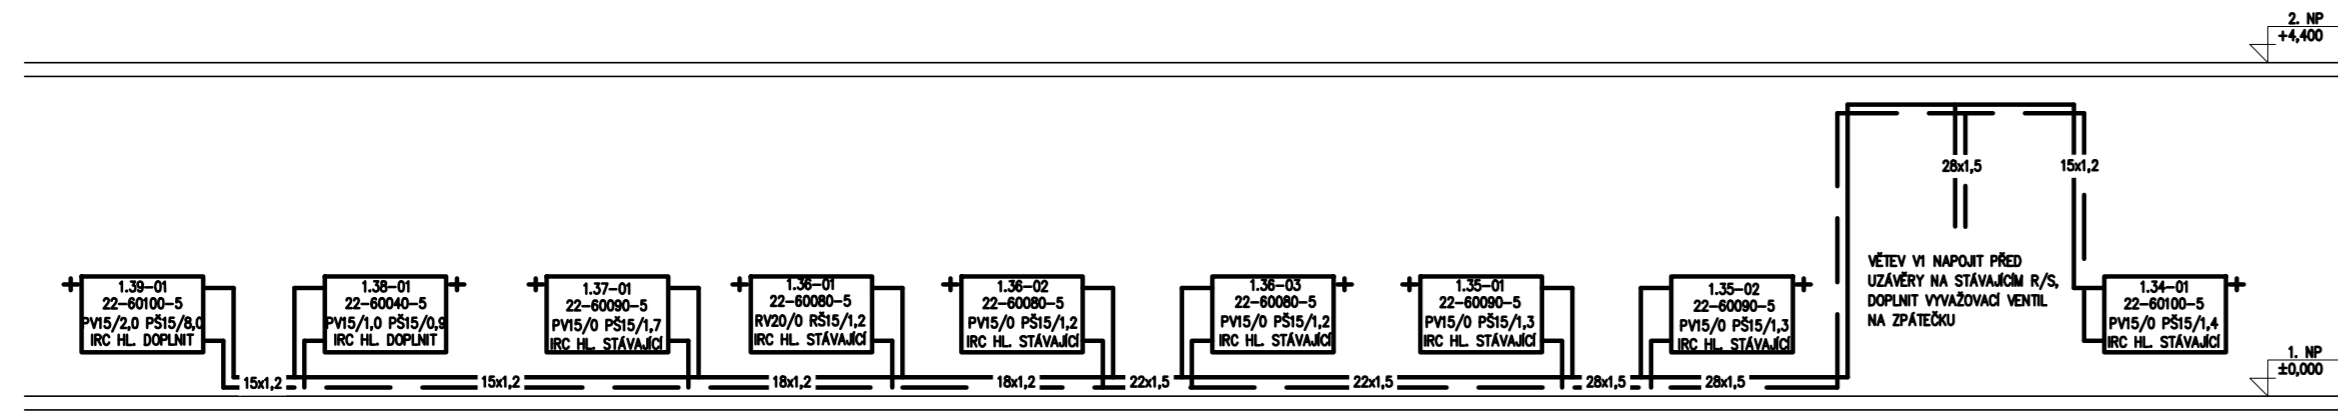 2. NP
+4,400
28x1,5
15x1,2
1.39-01
22-60100-5
PV15/2,0 PŠ15/8,0
IRC HL. DOPLNIT
1.38-01
22-60040-5
PV15/1,0 PŠ15/0,9
IRC HL. DOPLNIT
1.37-01
22-60090-5
PV15/0 PŠ15/1,7
IRC HL. STÁVAJÍCÍ
1.36-01
22-60080-5
RV20/0 RŠ15/1,2
IRC HL. STÁVAJÍCÍ
1.36-02
22-60080-5
PV15/0 PŠ15/1,2
IRC HL. STÁVAJÍCÍ
1.36-03
22-60080-5
PV15/0 PŠ15/1,2
IRC HL. STÁVAJÍCÍ
1.35-01
22-60090-5
PV15/0 PŠ15/1,3
IRC HL. STÁVAJÍCÍ
1.35-02
22-60090-5
PV15/0 PŠ15/1,3
IRC HL. STÁVAJÍCÍ
VĚTEV V1 NAPOJIT PŘED
UZÁVĚRY NA STÁVAJÍCÍM R/S,
DOPLNIT VYVAŽOVACÍ VENTIL
NA ZPÁTEČKU
1.34-01
22-60100-5
PV15/0 PŠ15/1,4
IRC HL. STÁVAJÍCÍ
1. NP
±0,000
15x1,2
15x1,2
18x1,2
18x1,2
22x1,5
22x1,5
28x1,5
28x1,5